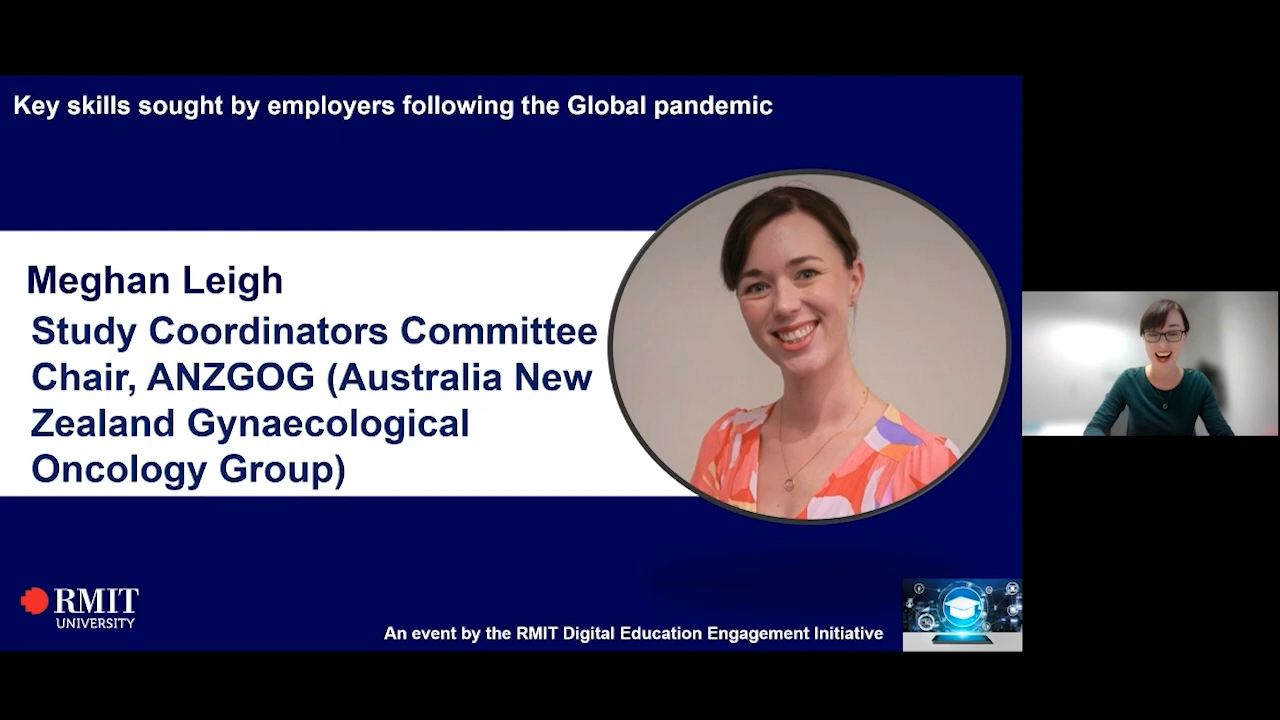 Key skills sought by employers following the Global pandemic
Meghan Leigh
Study Coordinators Committee
Chair, ANZGOG (Australia New
Zealand Gynaecological
Oncology Group)
RMIT
UNIVERSITY
An event by the RMIT Digital Education Engagement Initiative